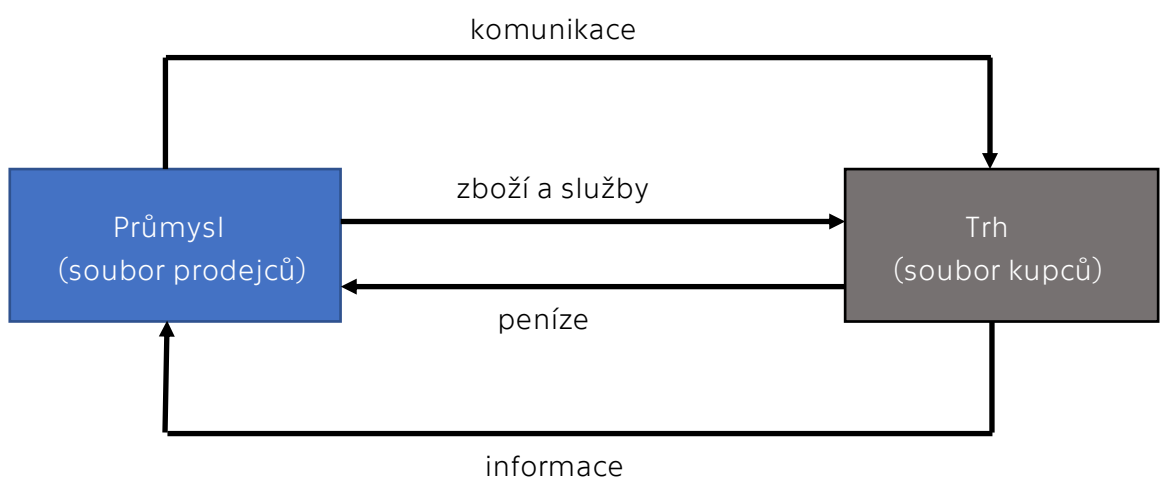 komunikace
zboží a služby
Průmysl
(soubor prodejců)
Trh
(soubor kupců)
peníze
informace